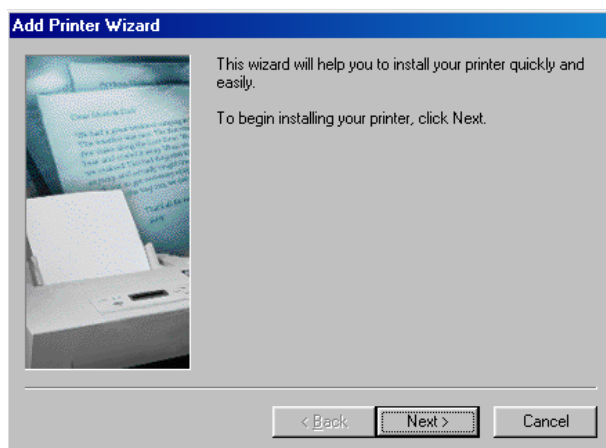 Add Printer Wizard
This wizard will help you to install your printer quickly and
easily.
To begin installing your printer, click Next.
< Back
Next >
Cancel